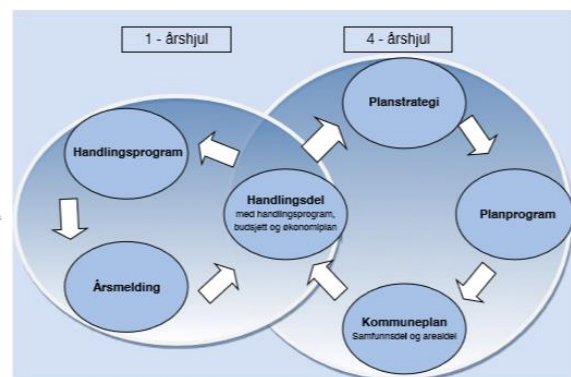 1 - årshjul
4 - årshjul
Planstrategi
Handlingsprogram
Handlingsdel
med handlingsprogram,
budsjett og økonomiplan
Planprogram
Årsmelding
Kommuneplan
Samfunnsdel og arealdel